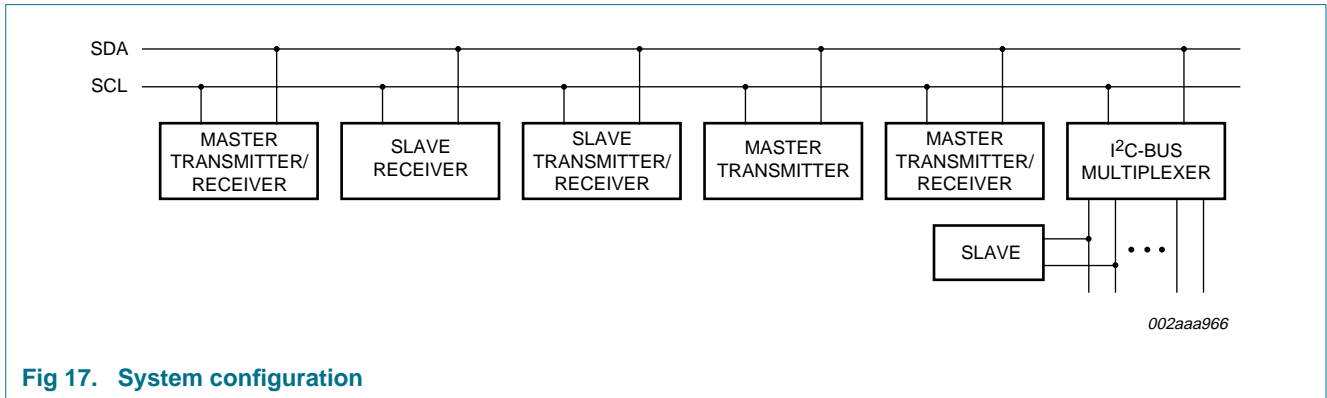 SDA
SCL
MASTER
TRANSMITTER/
RECEIVER
SLAVE
RECEIVER
SLAVE
TRANSMITTER/
RECEIVER
MASTER
TRANSMITTER
MASTER
TRANSMITTER/
RECEIVER
I²C-BUS
MULTIPLEXER
SLAVE
002aaa966
Fig 17. System configuration